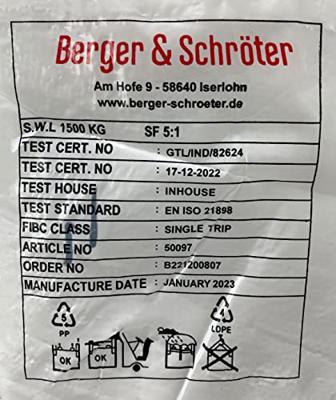 Berger & Schröter
Am Hofe 9 - 58640 Iserlohn
www.berger-schroeter.de
S.W.L 1500 KG SF 5:1
TEST CERT. NO : GTL/IND/82624
TEST CERT. NO : 17-12-2022
TEST HOUSE : INHOUSE
TEST STANDARD : EN ISO 21898
FIBC CLASS : SINGLE TRIP
ARTICLE NO : 50097
ORDER NO : B221200807
MANUFACTURE DATE : JANUARY 2023
5 4
PP LDPE
OK OK